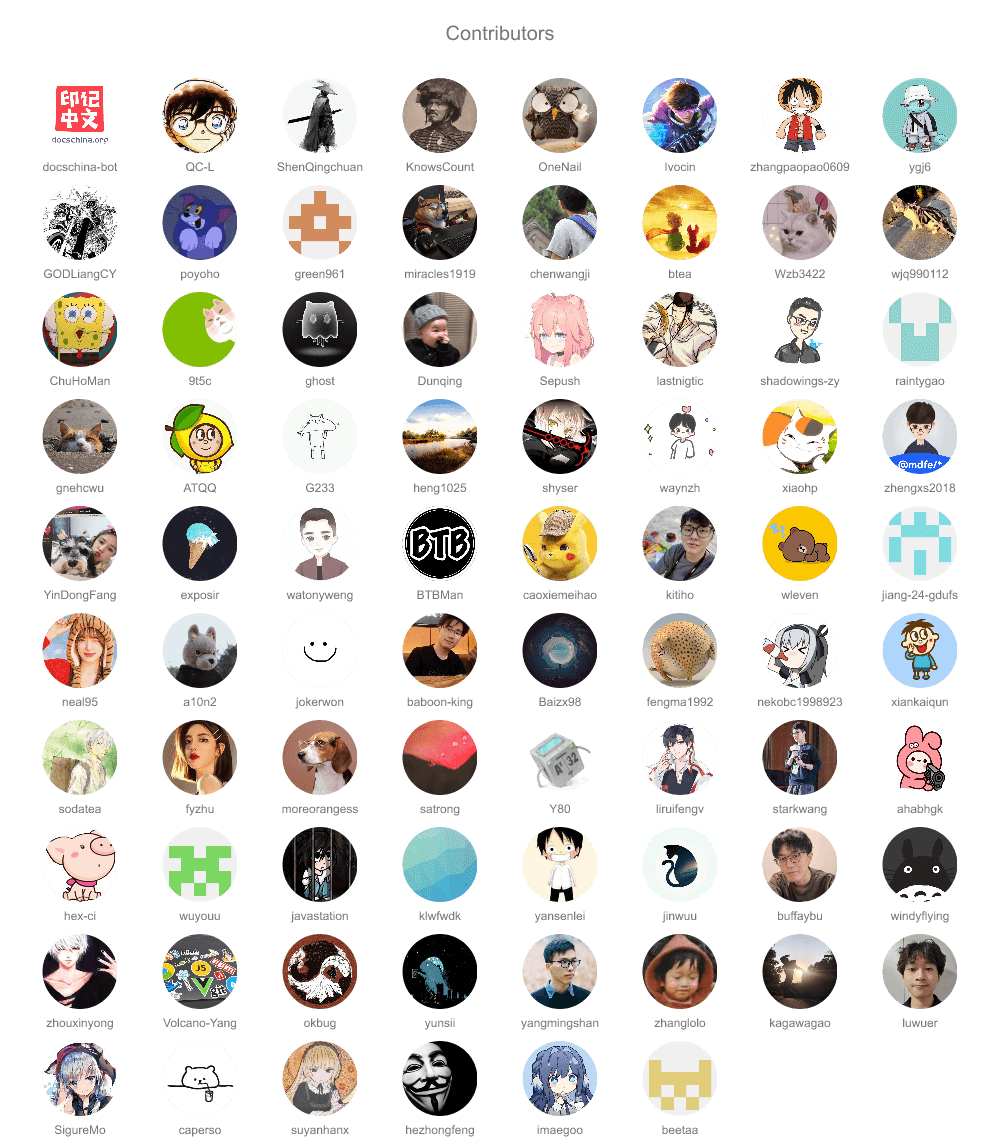 Contributors
印记
中文
docschina.org
docschina-bot
QC-L
ShenQingchuan
KnowsCount
OneNail
lvocin
zhangpaopao0609
ygj6
GODLiangCY
poyoho
green961
miracles1919
chenwangji
btea
Wzb3422
wjq990112
ChuHoMan
9t5c
ghost
Dunqing
Sepush
lastnigtic
shadowings-zy
raintygao
@mdfe/*
gnehcwu
ATQQ
G233
heng1025
shyser
waynzh
xiaohp
zhengxs2018
BTB
YinDongFang
exposir
watonyweng
BTBMan
caoxiemeihao
kitiho
wleven
jiang-24-gdufs
neal95
a10n2
jokerwon
baboon-king
Baizx98
fengma1992
nekobc1998923
xiankaiqun
32
sodatea
fyzhu
moreorangess
satrong
Y80
liruifengv
starkwang
ahabhgk
hex-ci
wuyouu
javastation
klwfwdk
yansenlei
jinwuu
buffaybu
windyflying
JS
git
zhouxinyong
Volcano-Yang
okbug
yunsii
yangmingshan
zhanglolo
kagawagao
luwuer
SigureMo
caperso
suyanhanx
hezhongfeng
imaegoo
beetaa